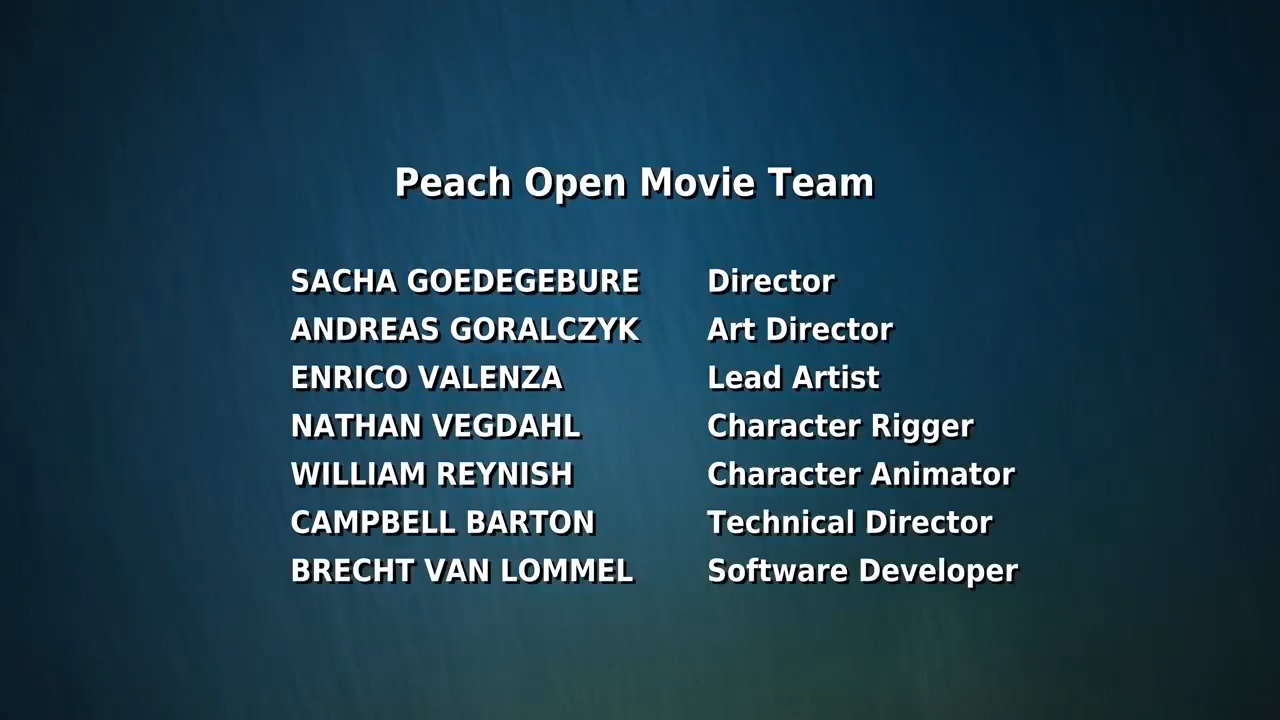 Peach Open Movie Team
SACHA GOEDEGEBURE Director
ANDREAS GORALCZYK Art Director
ENRICO VALENZA Lead Artist
NATHAN VEGDAHL Character Rigger
WILLIAM REYNISH Character Animator
CAMPBELL BARTON Technical Director
BRECHT VAN LOMMEL Software Developer